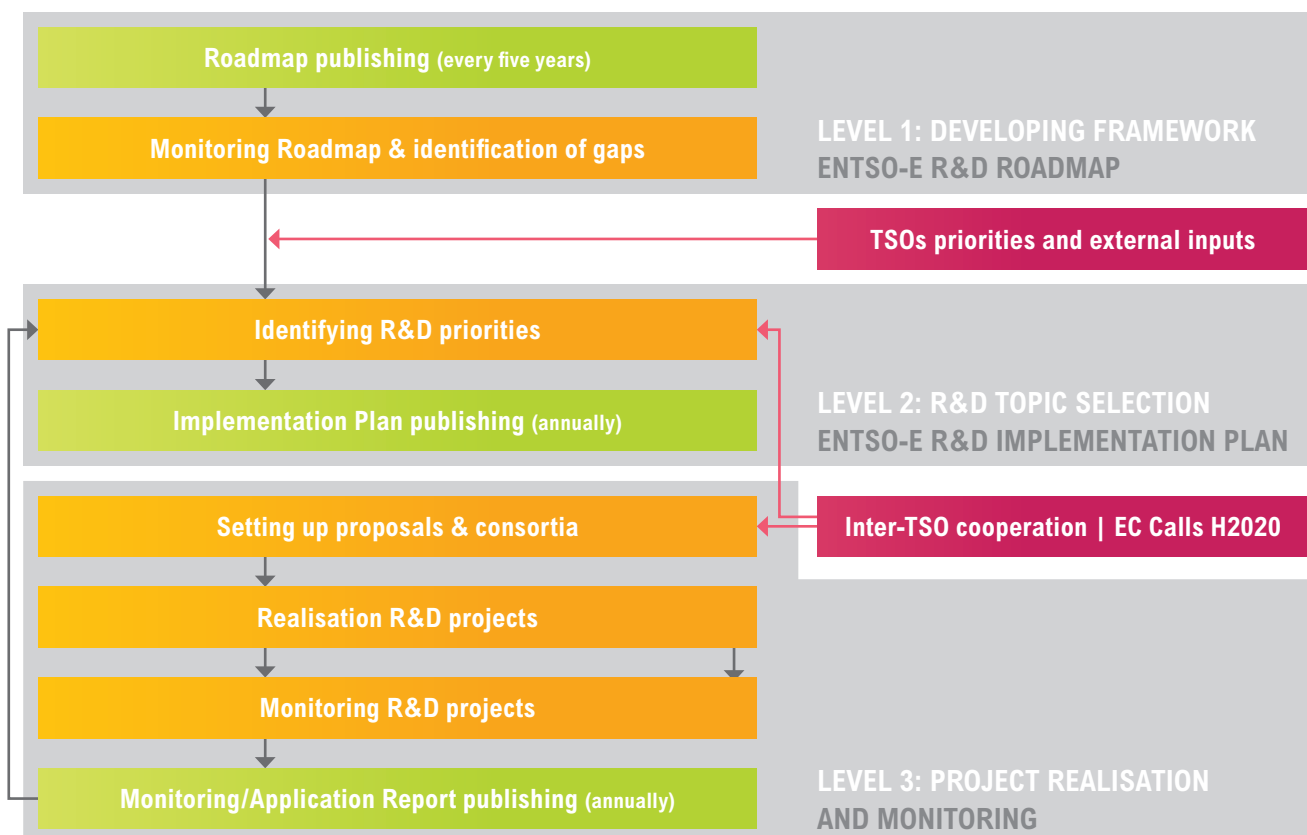 Roadmap publishing (every five years)
Monitoring Roadmap & identification of gaps
LEVEL 1: DEVELOPING FRAMEWORK
ENTSO-E R&D ROADMAP
TSOs priorities and external inputs
Identifying R&D priorities
Implementation Plan publishing (annually)
LEVEL 2: R&D TOPIC SELECTION
ENTSO-E R&D IMPLEMENTATION PLAN
Setting up proposals & consortia
Inter-TSO cooperation | EC Calls H2020
Realisation R&D projects
Monitoring R&D projects
Monitoring/Application Report publishing (annually)
LEVEL 3: PROJECT REALISATION
AND MONITORING